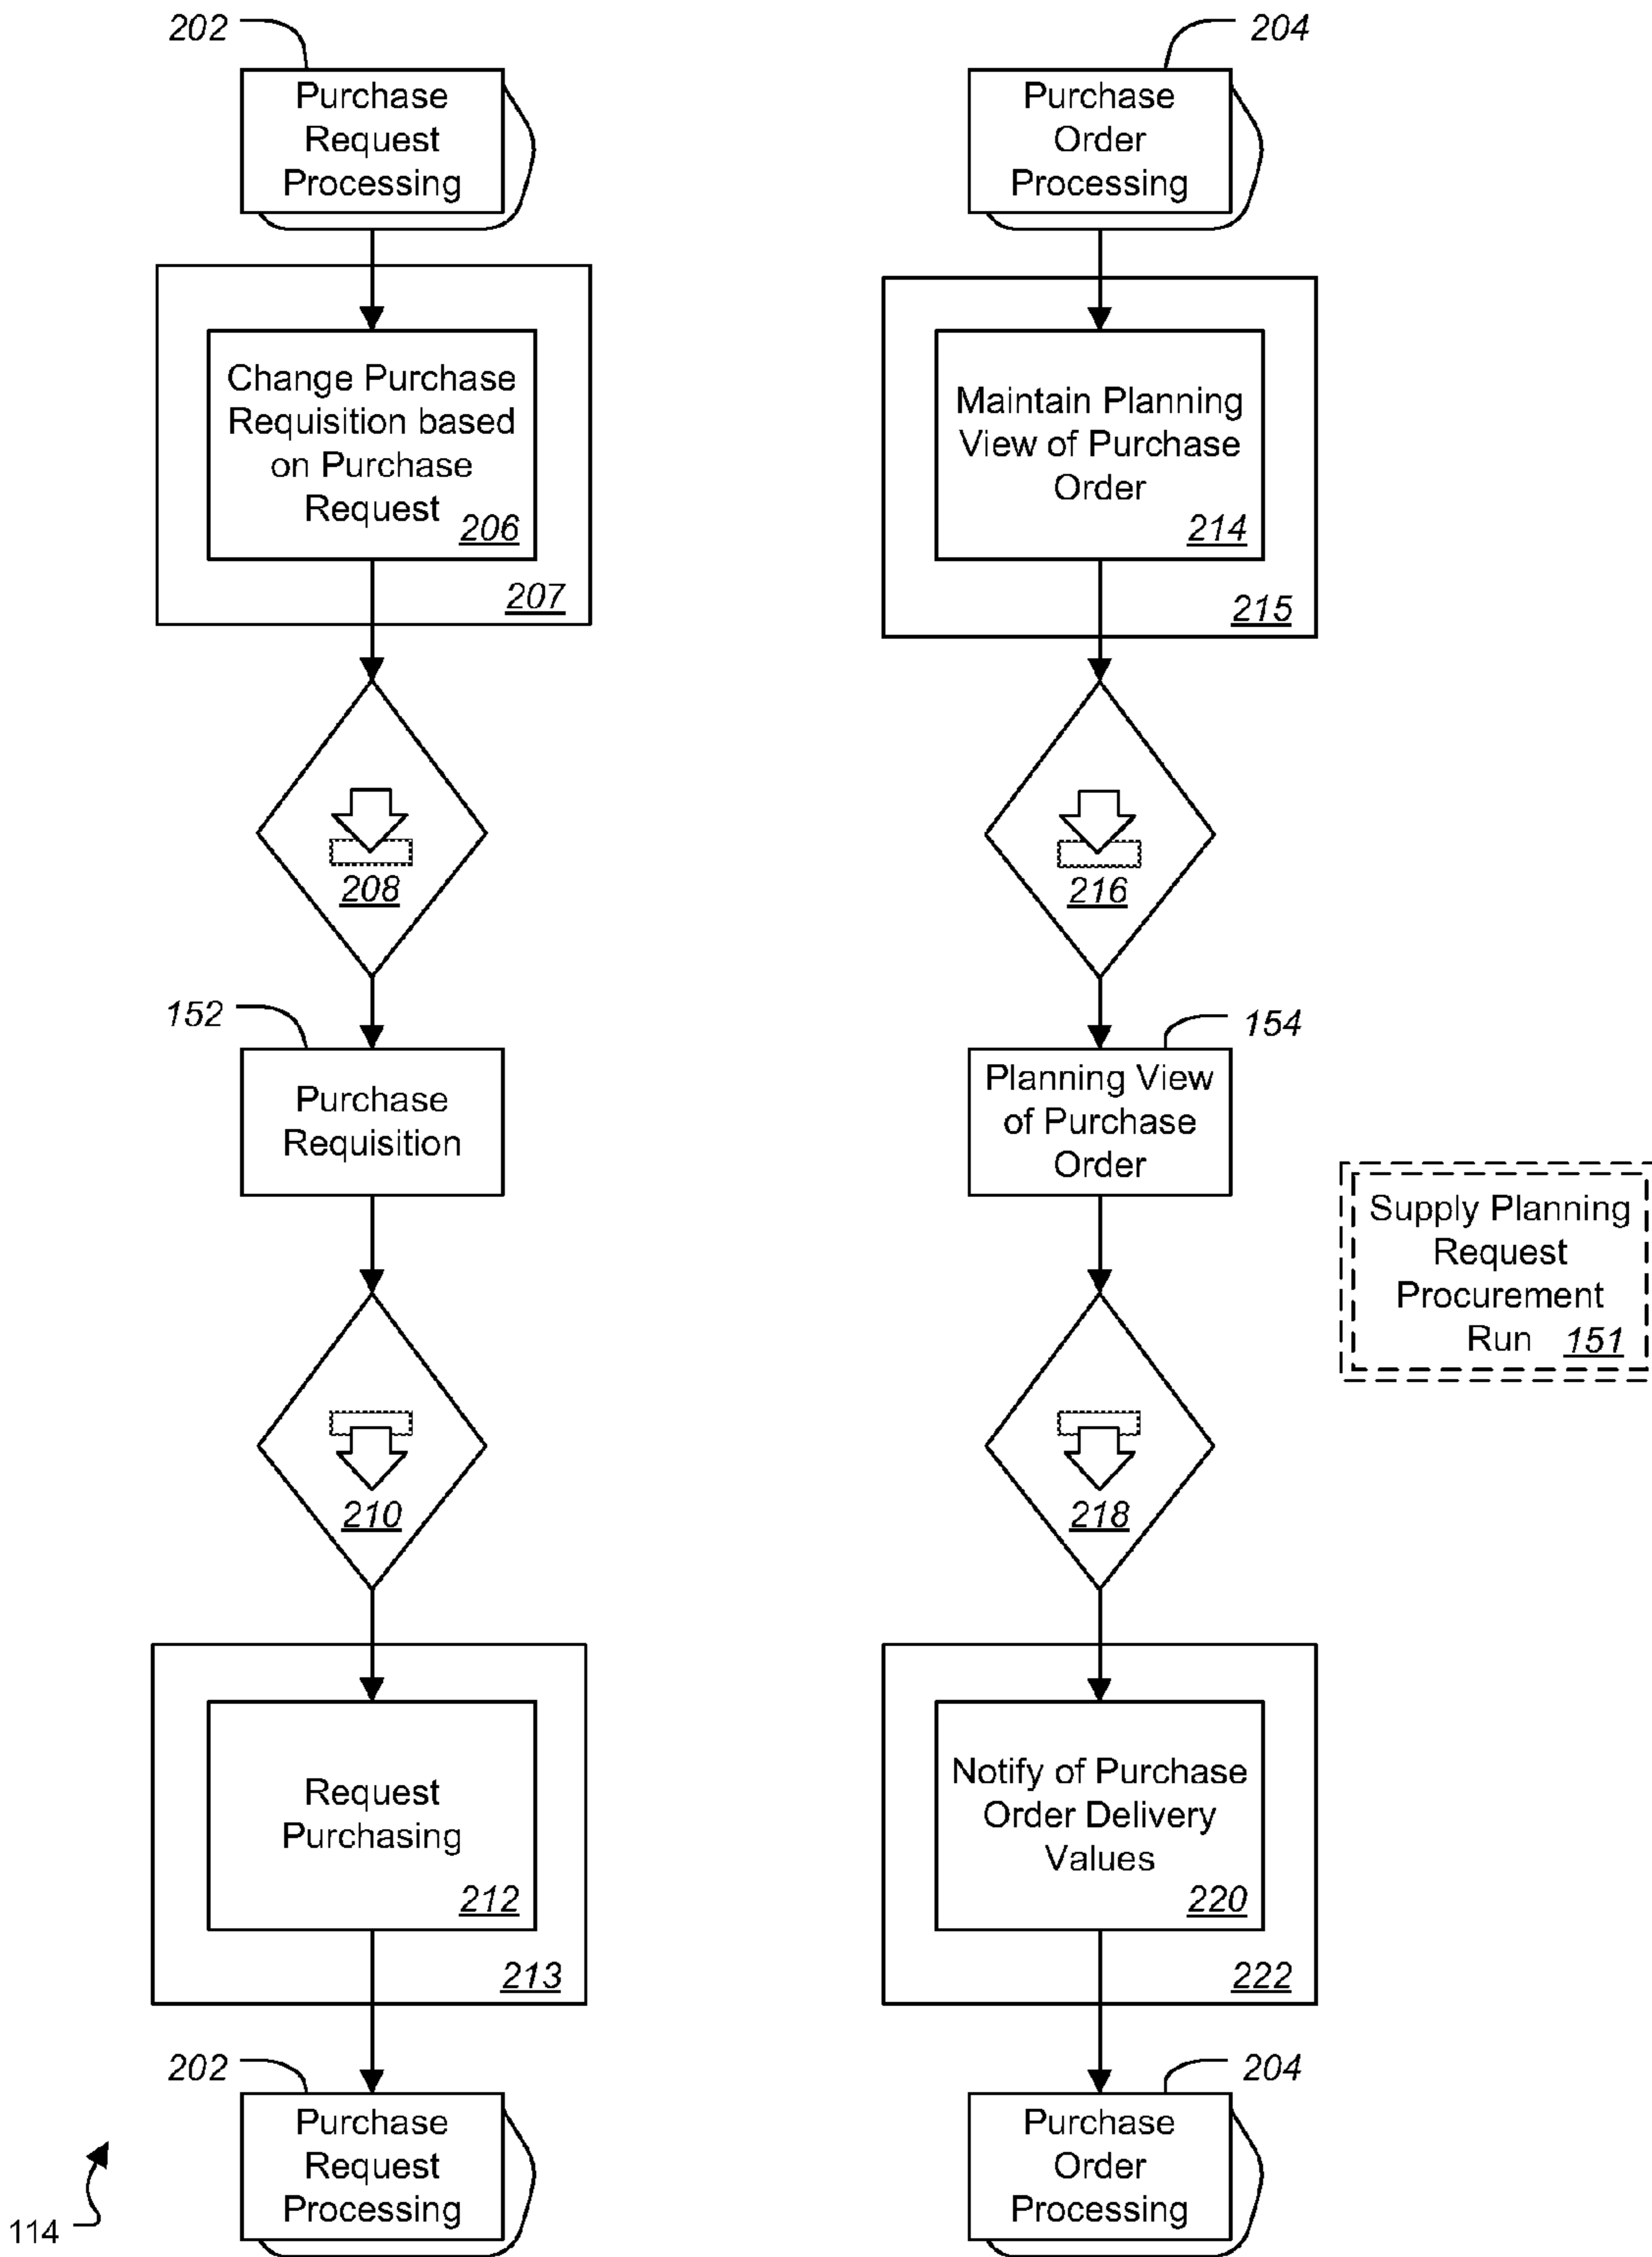 202
Purchase
Request
Processing
Change Purchase
Requisition based
on Purchase
Request
206
207
208
152
Purchase
Requisition
210
Request
Purchasing
212
213
202
Purchase
Request
Processing
114
204
Purchase
Order
Processing
Maintain Planning
View of Purchase
Order
214
215
216
154
Planning View
of Purchase
Order
218
Notify of Purchase
Order Delivery
Values
220
222
204
Purchase
Order
Processing
Supply Planning
Request
Procurement
Run 151